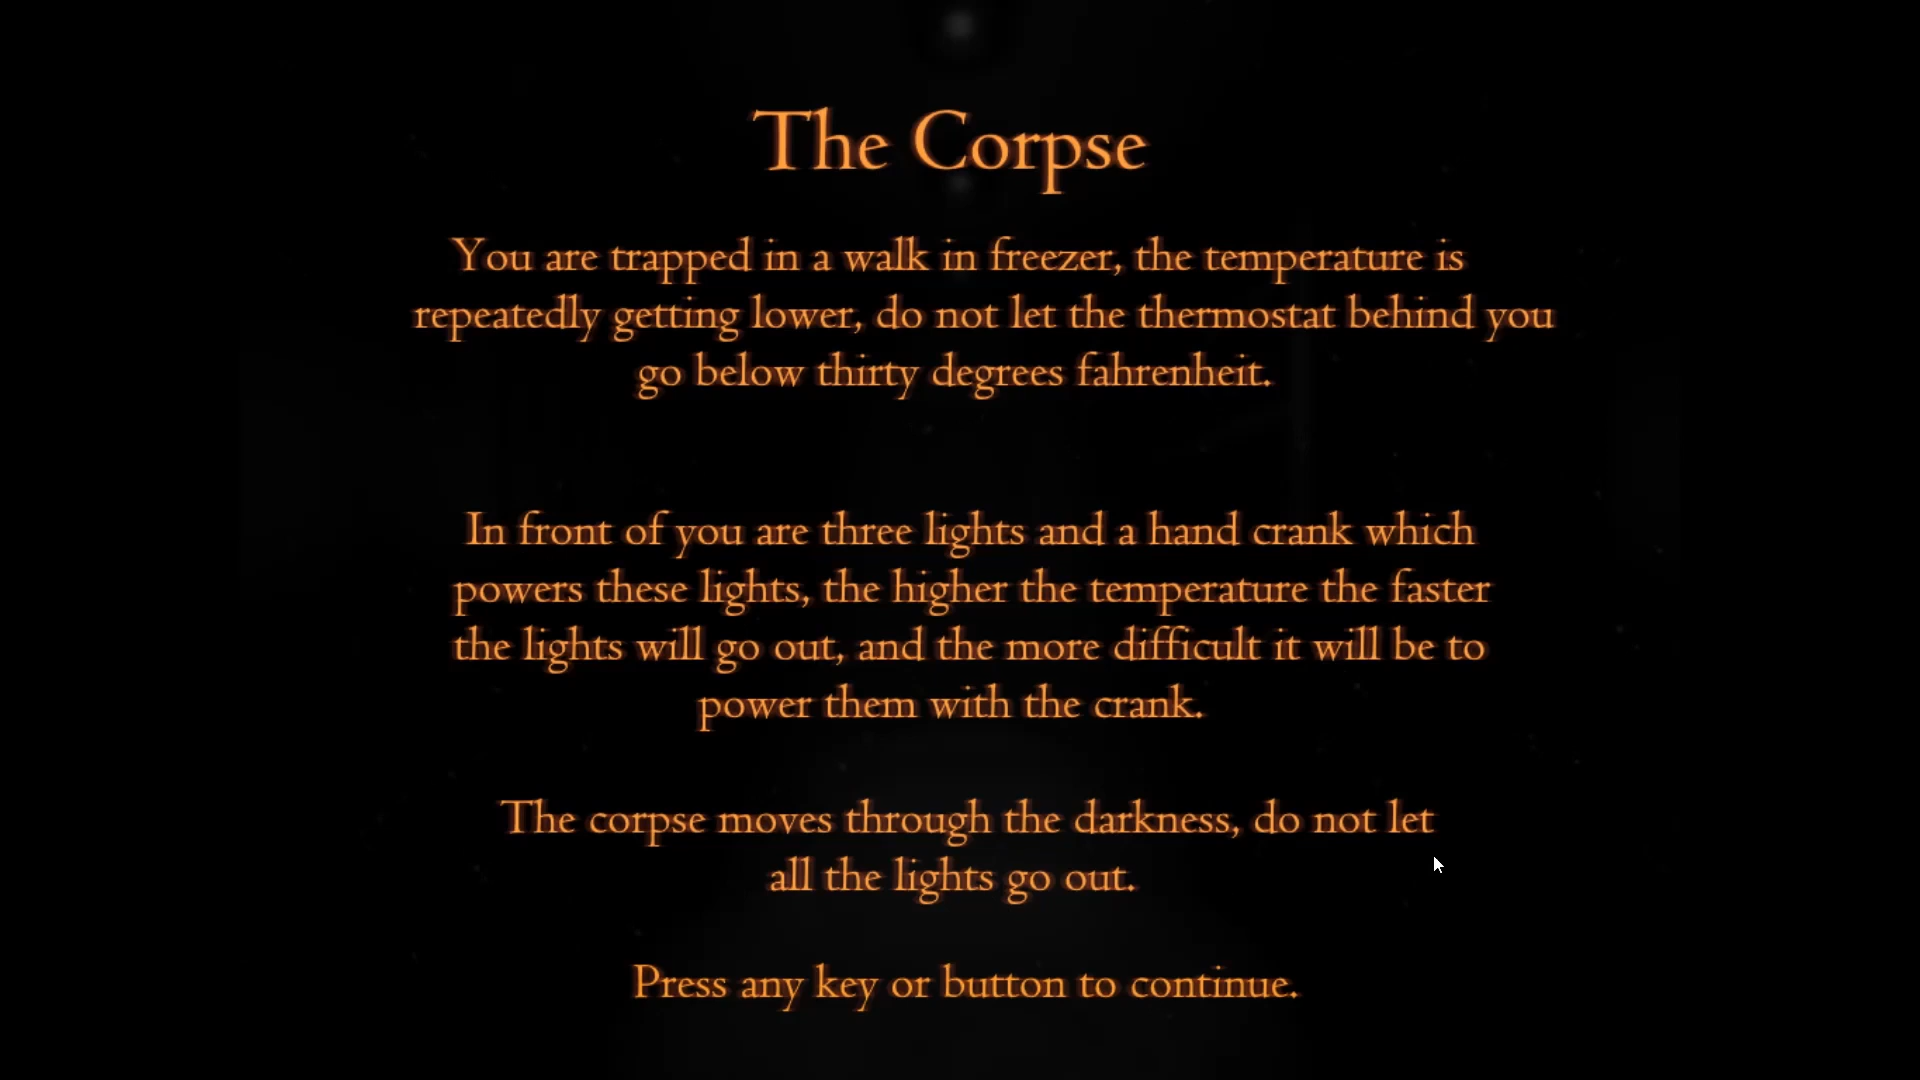 The Corpse
You are trapped in a walk in freezer, the temperature is
repeatedly getting lower, do not let the thermostat behind you
go below thirty degrees fahrenheit.
In front of you are three lights and a hand crank which
powers these lights, the higher the temperature the faster
the lights will go out, and the more difficult it will be to
power them with the crank.
The corpse moves through the darkness, do not let
all the lights go out.
Press any key or button to continue.